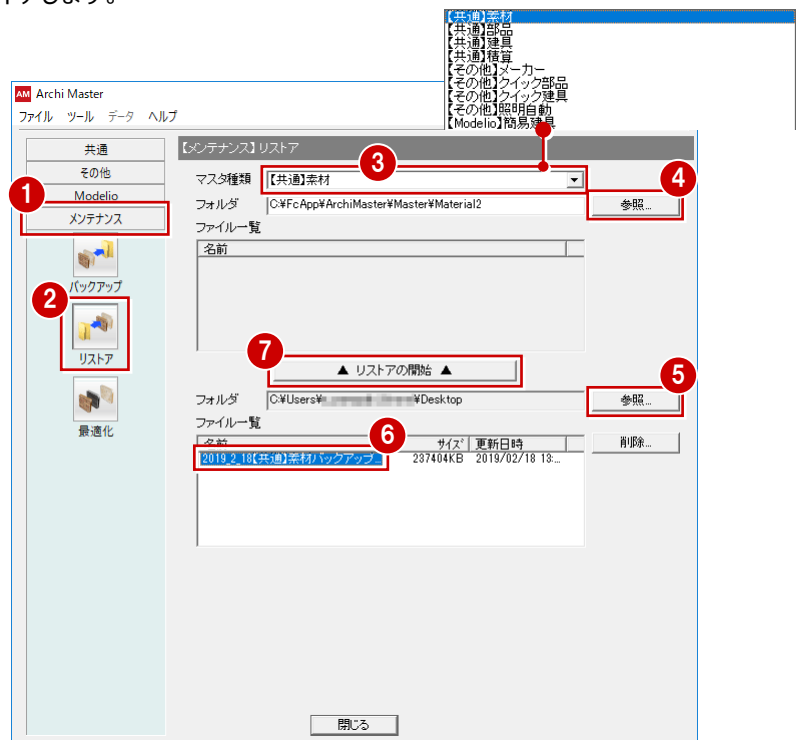 イブします。
【共通】素材
【共通】部品
【共通】建具
【共通】積算
【その他】メーカー
【その他】クイック部品
【その他】クイック建具
【その他】照明自動
【Modelio】簡易建具
AM Archi Master
ファイル ツール データ ヘルプ
共通
その他
Modelio
メンテナンス
バックアップ
リストア
最適化
【メンテナンス】リストア
マスタ種類 【共通】素材
フォルダ C:¥FcApp¥ArchiMaster¥Master¥Material2 参照...
ファイル一覧
名前
▲ リストアの開始 ▲
フォルダ C:¥Users¥ ¥Desktop 参照...
ファイル一覧
名前 サイズ 更新日時 削除...
2019_2_18【共通】素材バックアップ... 237404KB 2019/02/18 13:...
閉じる
1
2
3
4
5
6
7